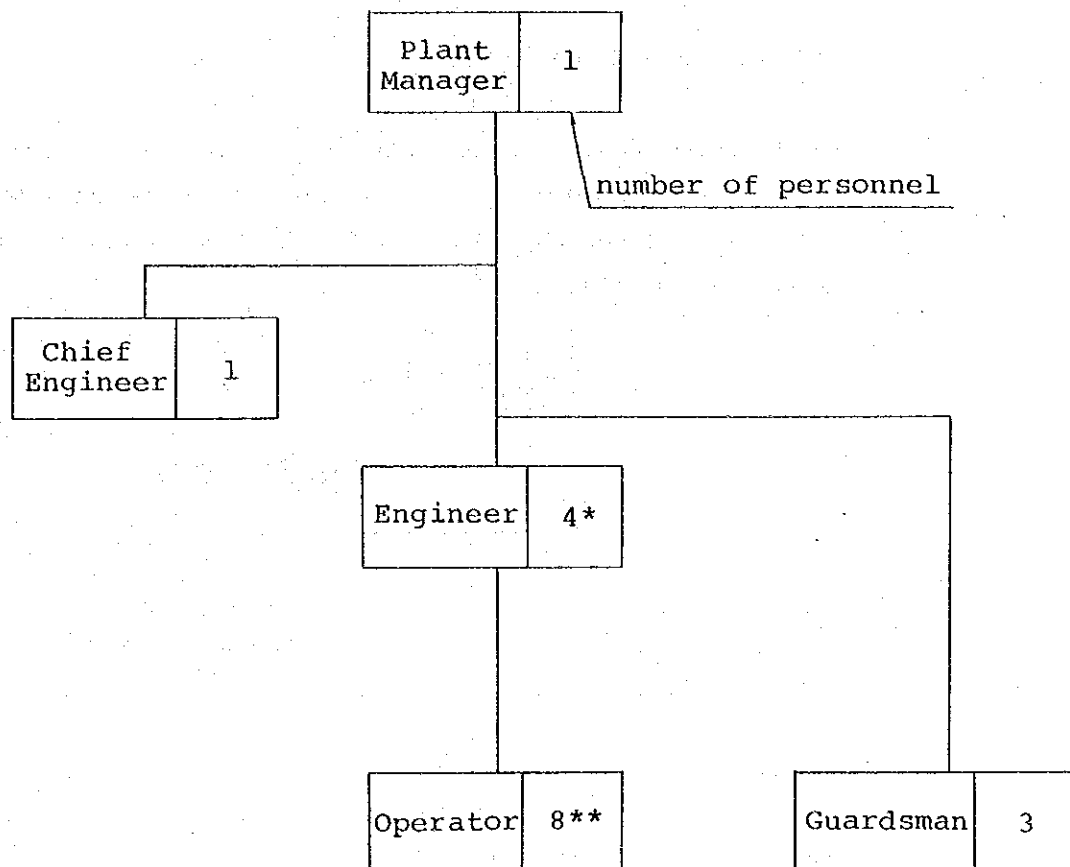 Plant
Manager
1
number of personnel
Chief
Engineer
1
Engineer
4*
Operator
8**
Guardsman
3